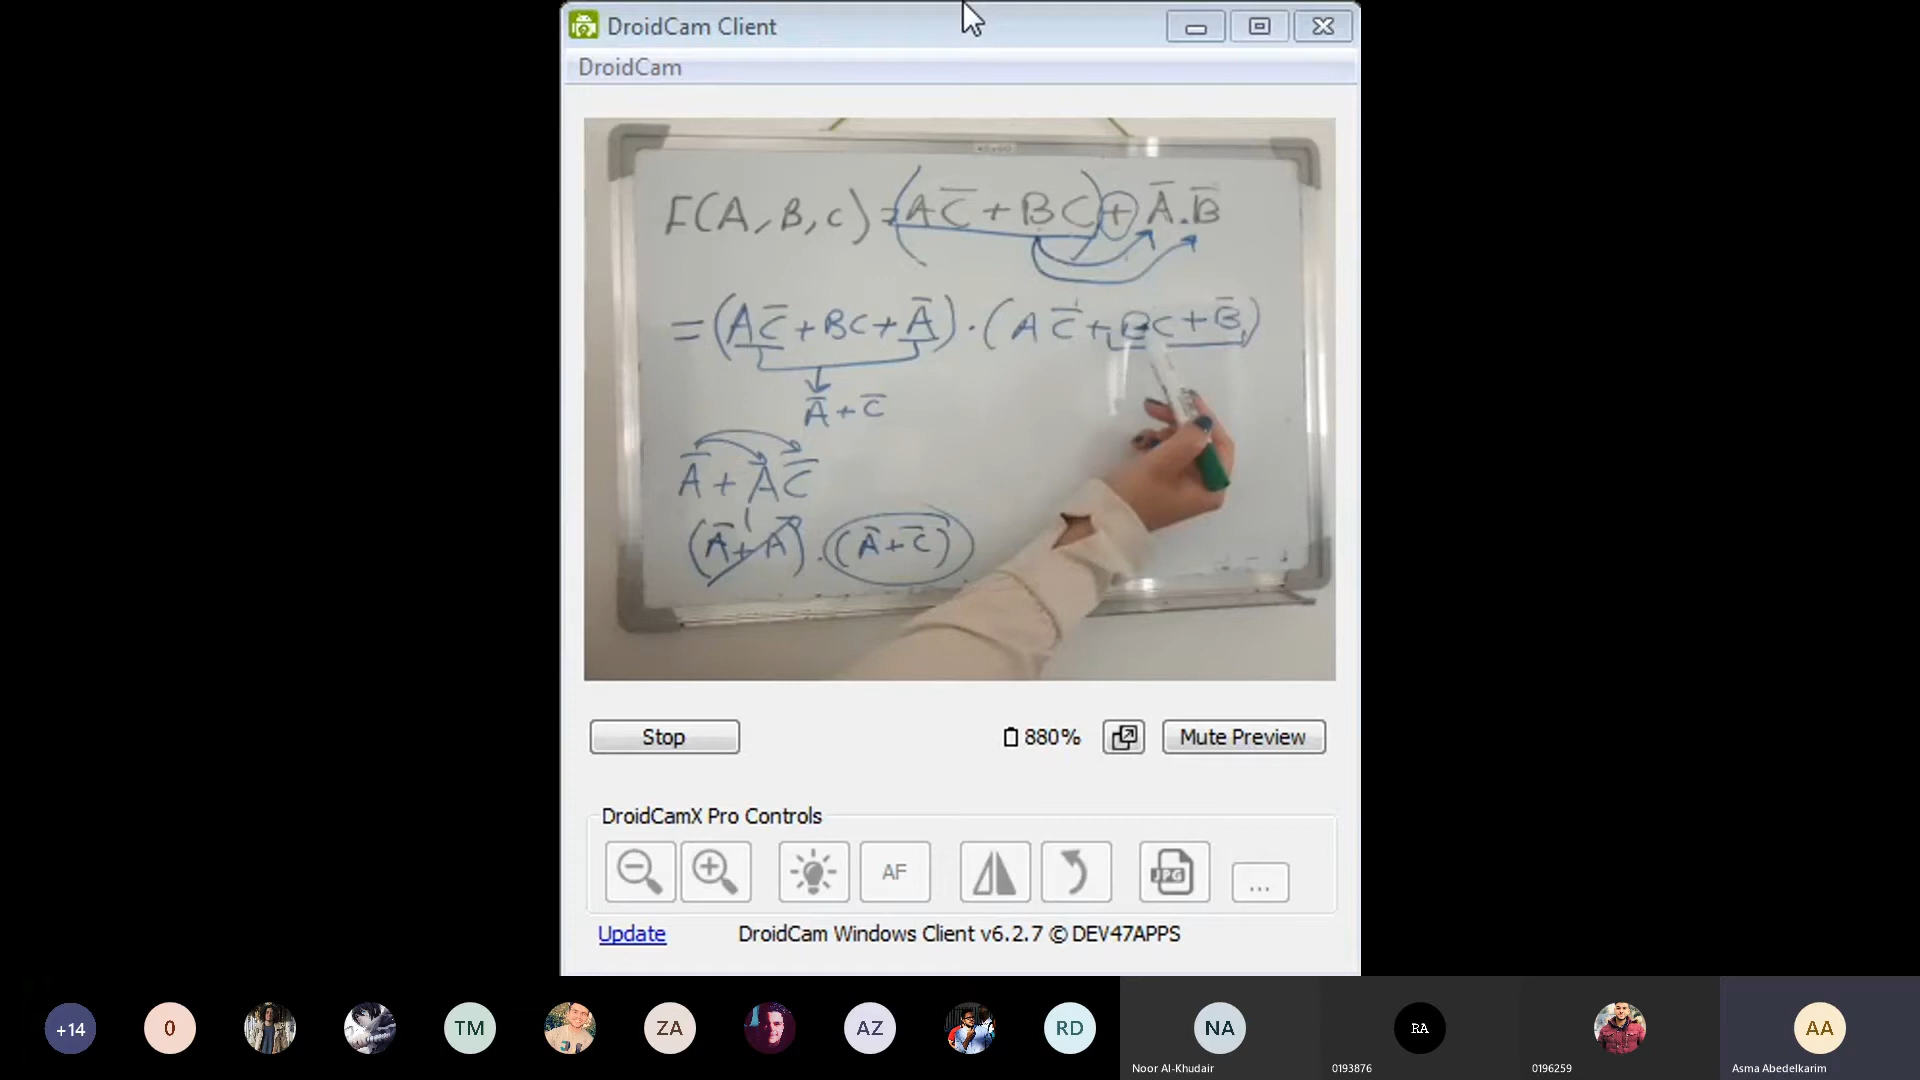 DroidCam Client
DroidCam
F(A,B,C) = (AC̅ + BC) + A̅.B̅
= (AC̅ + BC + A̅) . (AC̅ + BC + B̅)
A̅ + C̅
A̅ + AC̅
(A̅ + A) . (A̅ + C̅)
Stop
880%
Mute Preview
DroidCamX Pro Controls
AF
JPG
...
Update
DroidCam Windows Client v6.2.7 © DEV47APPS
+14
0
TM
ZA
AZ
RD
NA
RA
AA
Noor Al-Khudair
0193876
0196259
Asma Abedelkarim